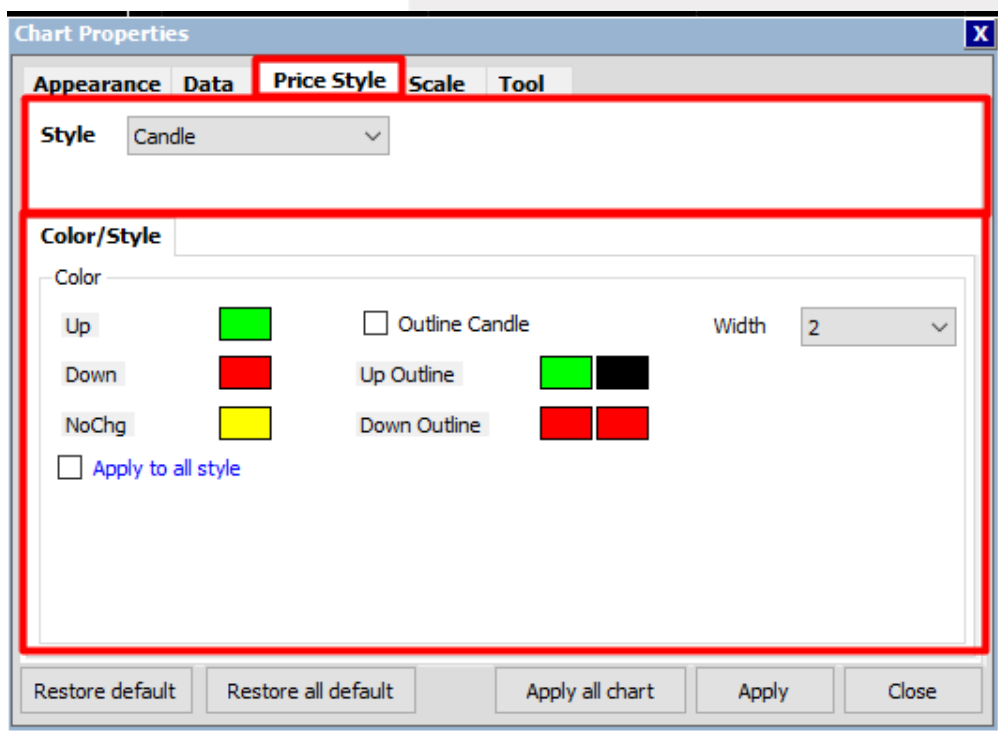 Chart Properties X
Appearance Data Price Style Scale Tool
Style Candle
Color/Style
Color
Up Outline Candle Width 2
Down Up Outline
NoChg Down Outline
Apply to all style
Restore default Restore all default Apply all chart Apply Close